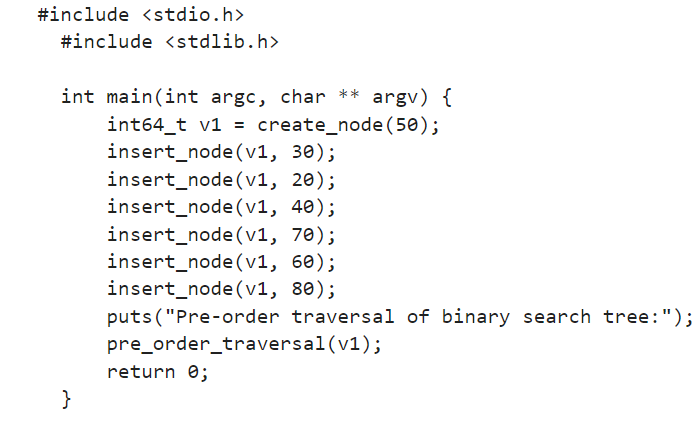 #include <stdio.h>
#include <stdlib.h>
int main(int argc, char ** argv) {
int64_t v1 = create_node(50);
insert_node(v1, 30);
insert_node(v1, 20);
insert_node(v1, 40);
insert_node(v1, 70);
insert_node(v1, 60);
insert_node(v1, 80);
puts("Pre-order traversal of binary search tree:");
pre_order_traversal(v1);
return 0;
}